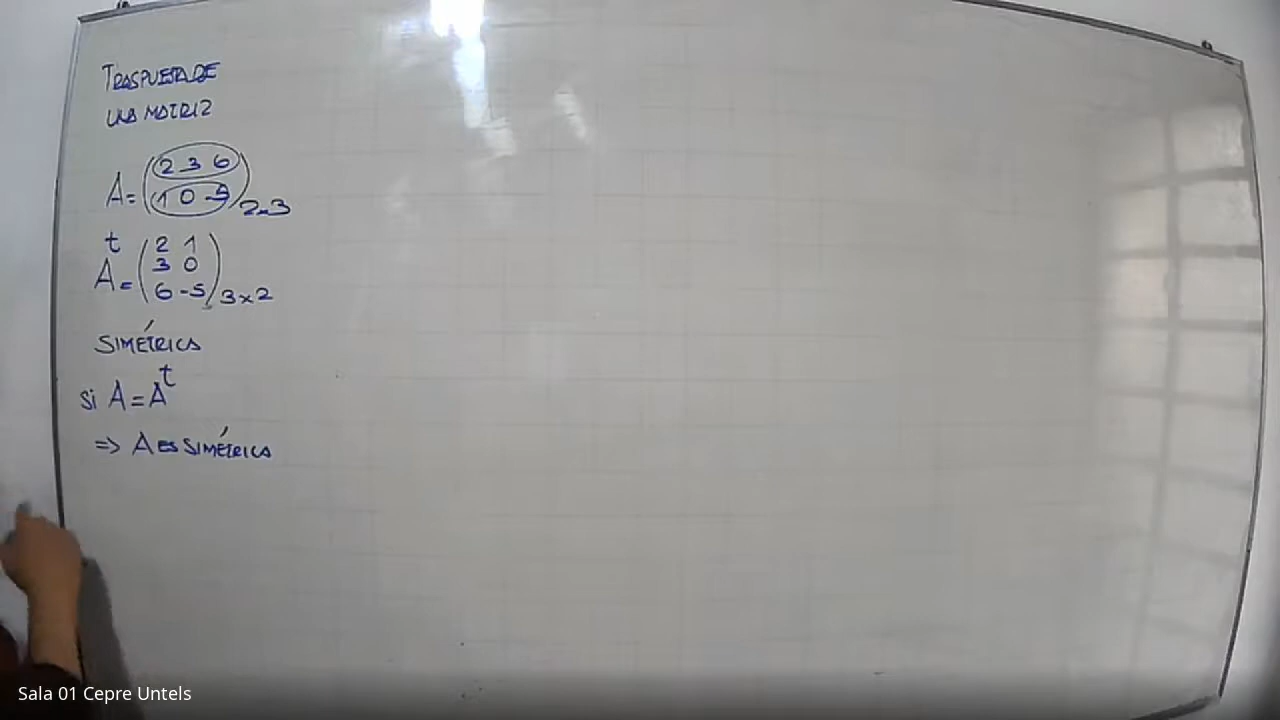 TRASPUESTA DE
UNA MATRIZ
A = ( 2 3 6
1 0 -5 ) 2x3
t
A = ( 2 1
3 0
6 -5 ) 3x2
SIMÉTRICA
Si A = A^t
=> A ES SIMÉTRICA
Sala 01 Cepre Untels